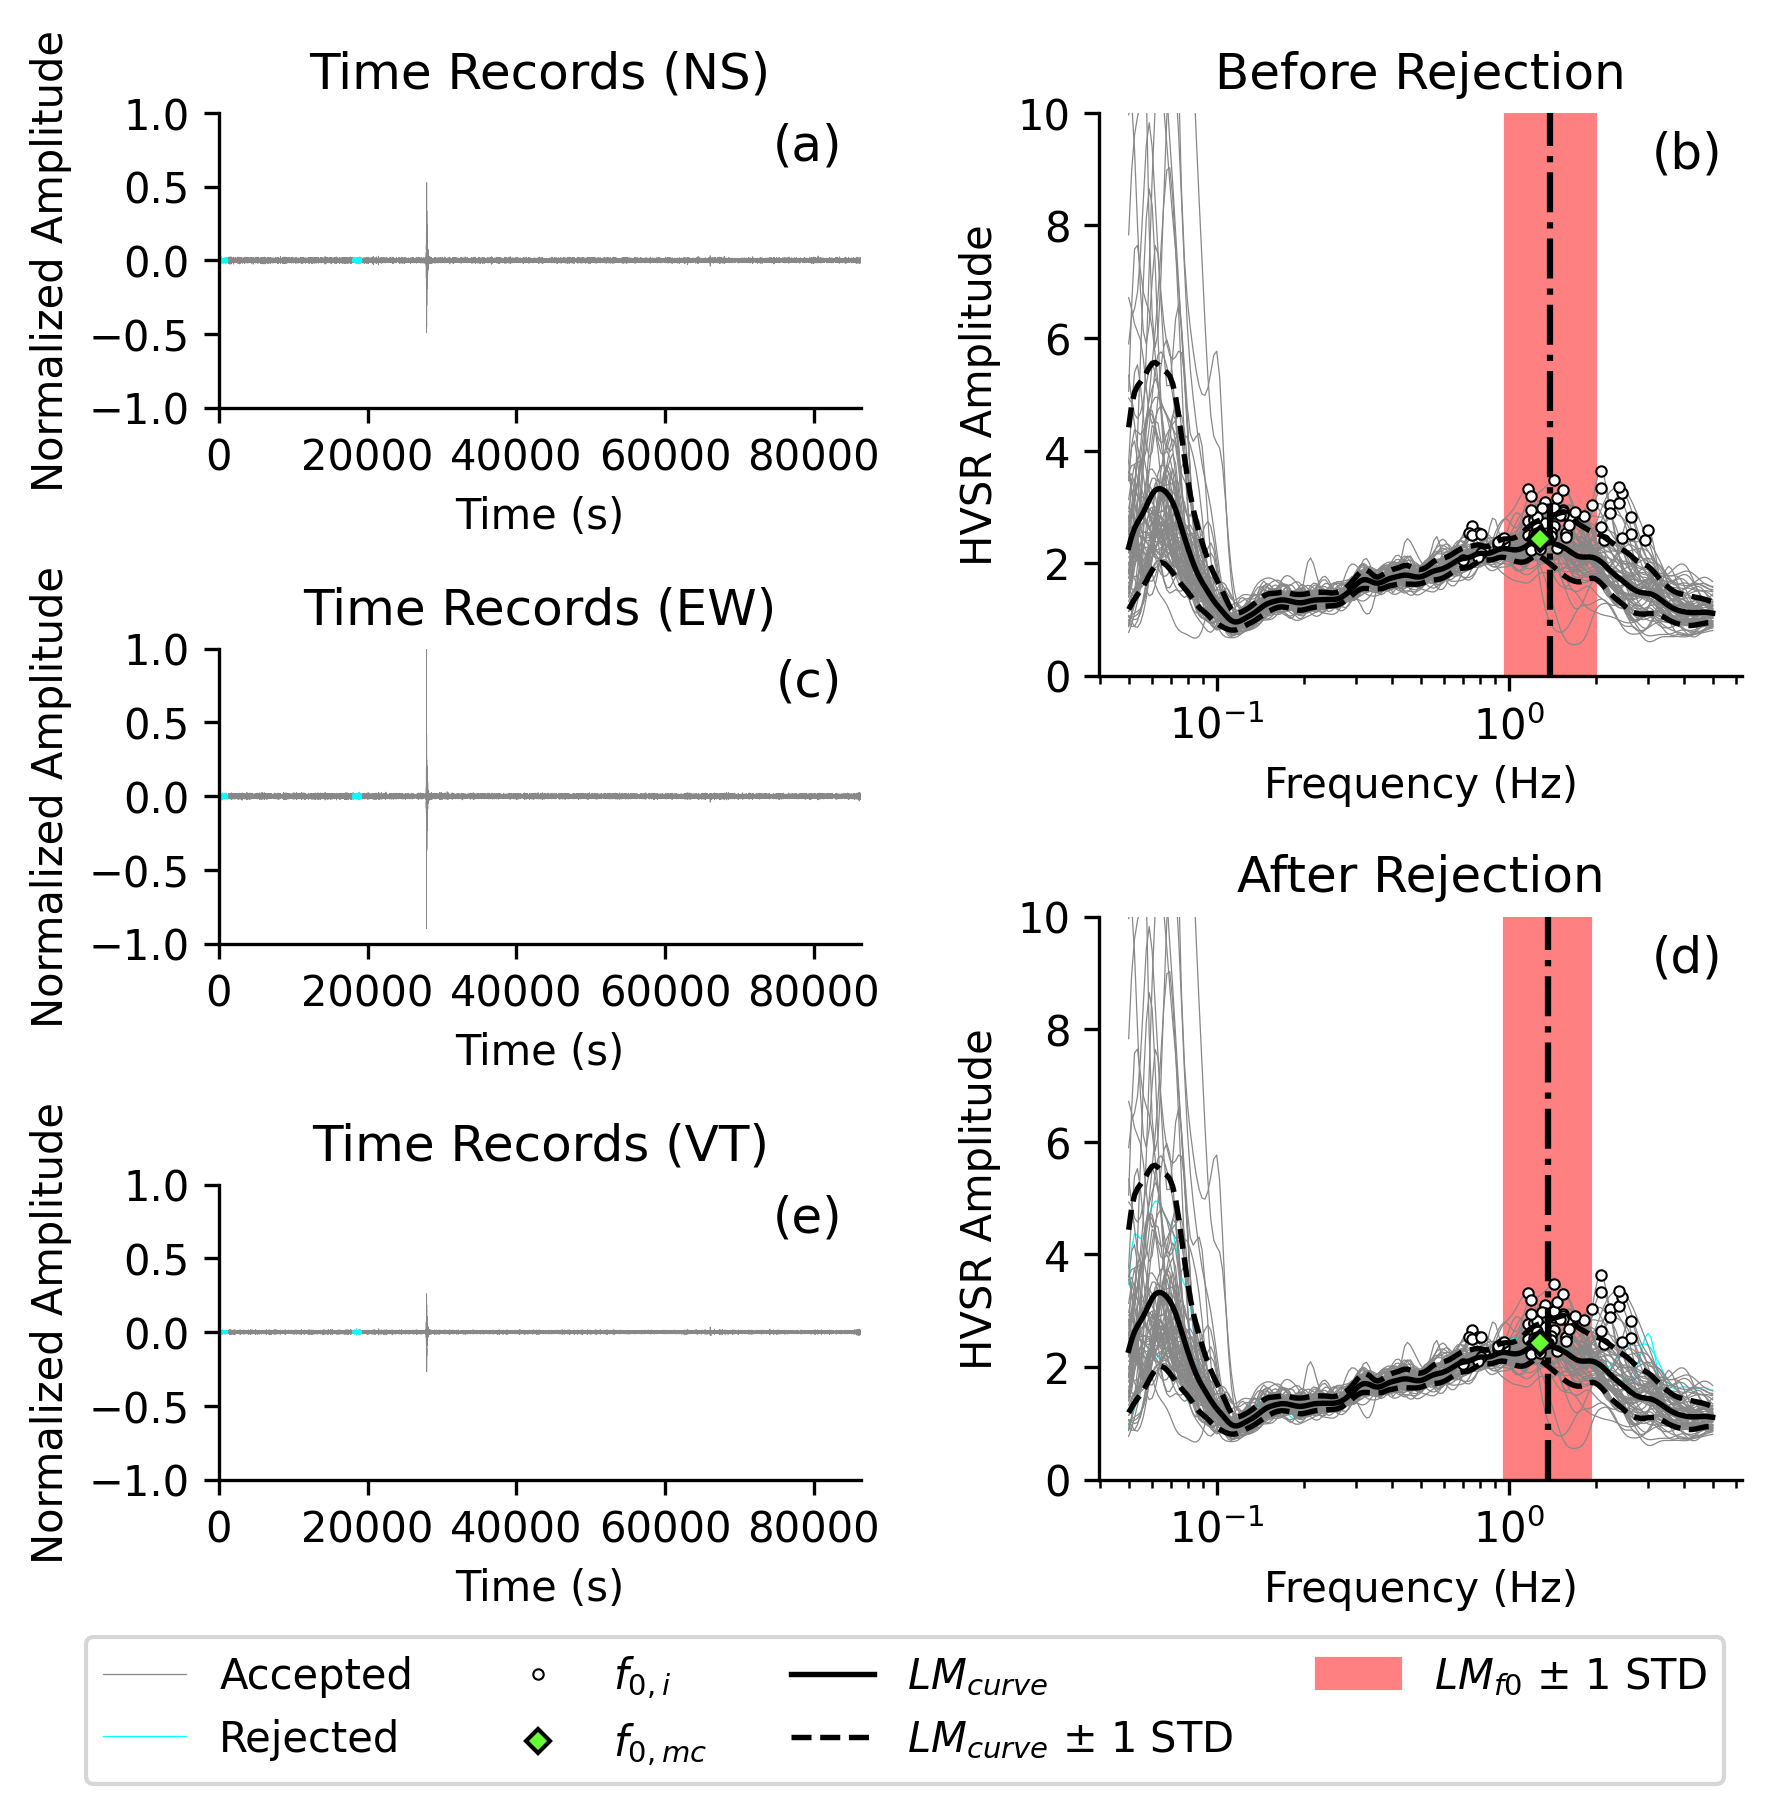 Time Records (NS)
Normalized Amplitude
1.0
0.5
0.0
−0.5
−1.0
(a)
0 20000 40000 60000 80000
Time (s)
Before Rejection
HVSR Amplitude
10
8
6
4
2
0
(b)
10⁻¹ 10⁰
Frequency (Hz)
Time Records (EW)
Normalized Amplitude
1.0
0.5
0.0
−0.5
−1.0
(c)
0 20000 40000 60000 80000
Time (s)
After Rejection
HVSR Amplitude
10
8
6
4
2
0
(d)
10⁻¹ 10⁰
Frequency (Hz)
Time Records (VT)
Normalized Amplitude
1.0
0.5
0.0
−0.5
−1.0
(e)
0 20000 40000 60000 80000
Time (s)
Accepted
Rejected
f0,i
f0,mc
LMcurve
LMcurve ± 1 STD
LMf0 ± 1 STD